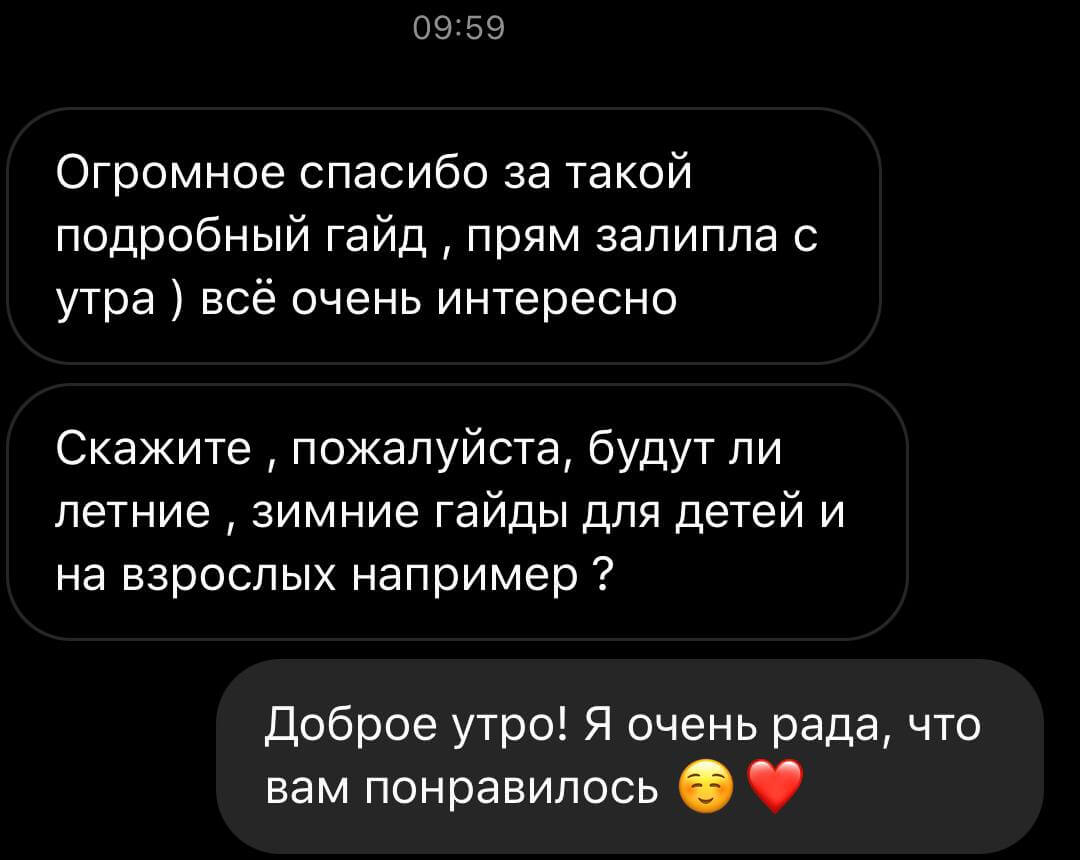 09:59
Огромное спасибо за такой
подробный гайд , прям залипла с
утра ) всё очень интересно
Скажите , пожалуйста, будут ли
летние , зимние гайды для детей и
на взрослых например ?
Доброе утро! Я очень рада, что
вам понравилось ☺️❤️